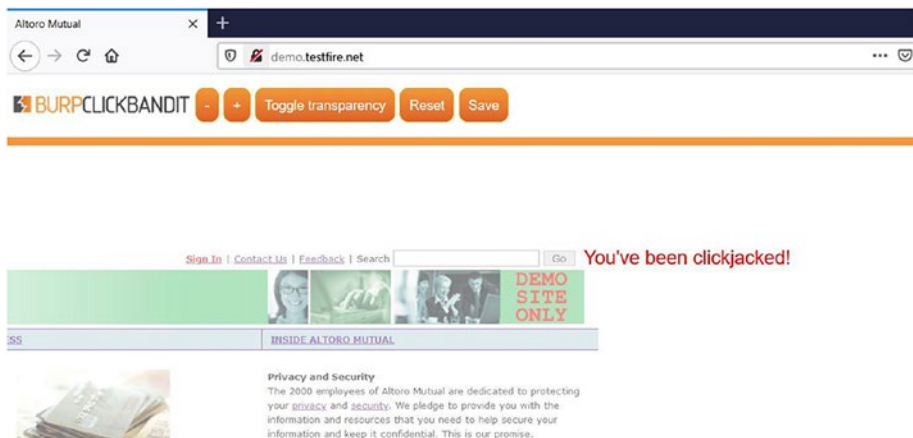 Altoro Mutual
demo.testfire.net
BURPCLICKBANDIT - + Toggle transparency Reset Save
Sign In | Contact Us | Feedback | Search Go You've been clickjacked!
DEMO
SITE
ONLY
SS INSIDE ALTORO MUTUAL
Privacy and Security
The 2000 employees of Altoro Mutual are dedicated to protecting
your privacy and security. We pledge to provide you with the
information and resources that you need to help secure your
information and keep it confidential. This is our promise.